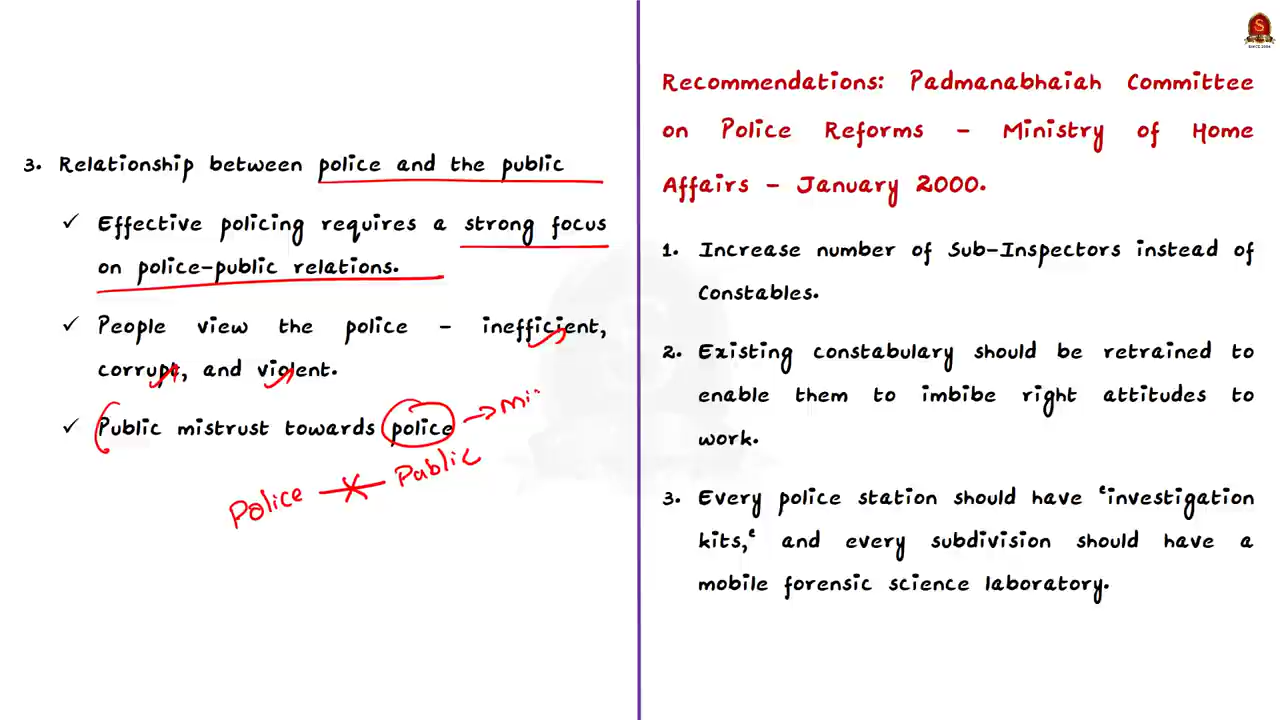 3. Relationship between police and the public
✓ Effective policing requires a strong focus
on police-public relations.
✓ People view the police - inefficient,
corrupt, and violent.
✓ Public mistrust towards police → mi
Police Public
Recommendations: Padmanabhaiah Committee
on Police Reforms - Ministry of Home
Affairs - January 2000.
1. Increase number of Sub-Inspectors instead of
Constables.
2. Existing constabulary should be retrained to
enable them to imbibe right attitudes to
work.
3. Every police station should have 'investigation
kits,' and every subdivision should have a
mobile forensic science laboratory.
S
SINCE 2004